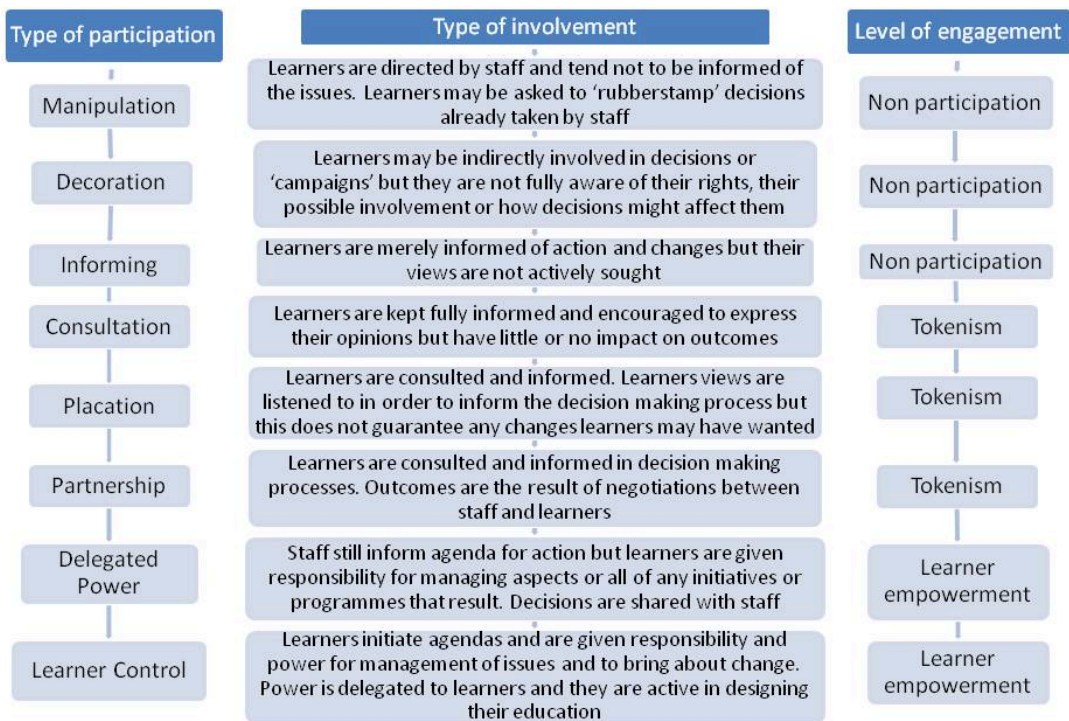 Type of participation
Type of involvement
Level of engagement
Manipulation
Learners are directed by staff and tend not to be informed of
the issues. Learners may be asked to ‘rubberstamp’ decisions
already taken by staff
Non participation
Decoration
Learners may be indirectly involved in decisions or
‘campaigns’ but they are not fully aware of their rights, their
possible involvement or how decisions might affect them
Non participation
Informing
Learners are merely informed of action and changes but their
views are not actively sought
Non participation
Consultation
Learners are kept fully informed and encouraged to express
their opinions but have little or no impact on outcomes
Tokenism
Placation
Learners are consulted and informed. Learners views are
listened to in order to inform the decision making process but
this does not guarantee any changes learners may have wanted
Tokenism
Partnership
Learners are consulted and informed in decision making
processes. Outcomes are the result of negotiations between
staff and learners
Tokenism
Delegated
Power
Staff still inform agenda for action but learners are given
responsibility for managing aspects or all of any initiatives or
programmes that result. Decisions are shared with staff
Learner
empowerment
Learner Control
Learners initiate agendas and are given responsibility and
power for management of issues and to bring about change.
Power is delegated to learners and they are active in designing
their education
Learner
empowerment